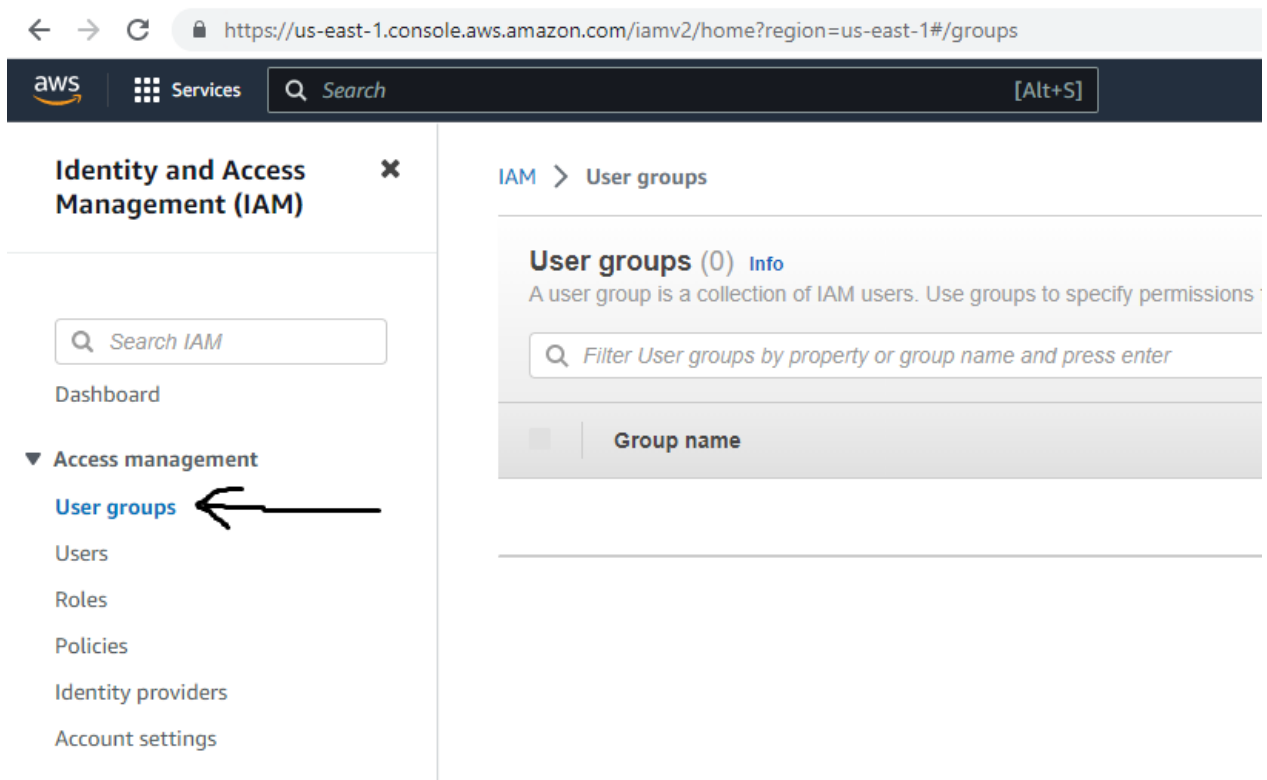 https://us-east-1.console.aws.amazon.com/iamv2/home?region=us-east-1#/groups
aws Services Search [Alt+S]
Identity and Access
Management (IAM)
Search IAM
Dashboard
Access management
User groups
Users
Roles
Policies
Identity providers
Account settings
IAM > User groups
User groups (0) Info
A user group is a collection of IAM users. Use groups to specify permissions
Filter User groups by property or group name and press enter
Group name